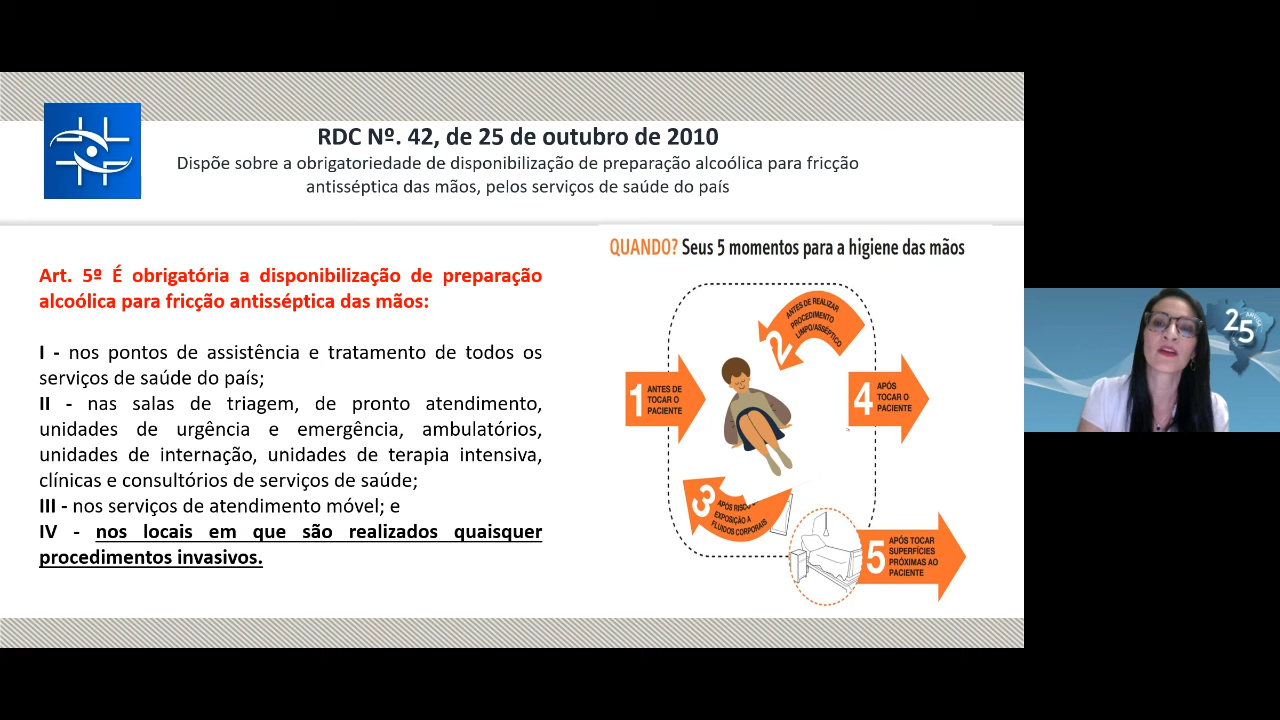 RDC Nº. 42, de 25 de outubro de 2010
Dispõe sobre a obrigatoriedade de disponibilização de preparação alcoólica para fricção
antisséptica das mãos, pelos serviços de saúde do país
Art. 5º É obrigatória a disponibilização de preparação
alcoólica para fricção antisséptica das mãos:
I - nos pontos de assistência e tratamento de todos os
serviços de saúde do país;
II - nas salas de triagem, de pronto atendimento,
unidades de urgência e emergência, ambulatórios,
unidades de internação, unidades de terapia intensiva,
clínicas e consultórios de serviços de saúde;
III - nos serviços de atendimento móvel; e
IV - nos locais em que são realizados quaisquer
procedimentos invasivos.
QUANDO? Seus 5 momentos para a higiene das mãos
1
ANTES DE
TOCAR O
PACIENTE
2
ANTES DE REALIZAR
PROCEDIMENTO
LIMPO/ASSÉPTICO
3
APÓS RISCO
EXPOSIÇÃO A
FLUIDOS CORPORAIS
4
APÓS
TOCAR O
PACIENTE
5
APÓS TOCAR
SUPERFÍCIES
PRÓXIMAS AO
PACIENTE
25